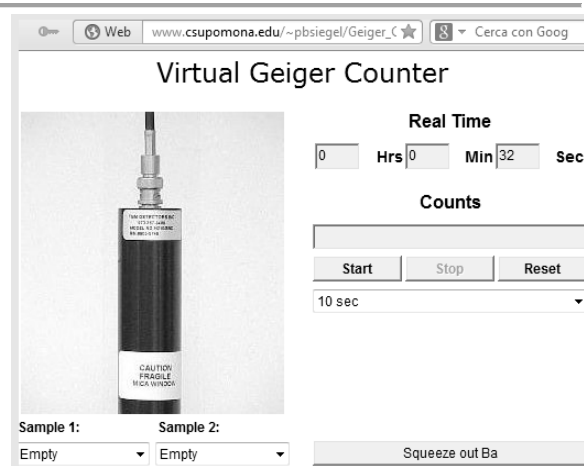 Web www.csupomona.edu/~pbsiegel/Geiger_C 8 Cerca con Goog
Virtual Geiger Counter
Real Time
0 Hrs 0 Min 32 Sec
Counts
Start Stop Reset
10 sec
CAUTION
FRAGILE
MICA WINDOW
Sample 1: Sample 2:
Empty Empty
Squeeze out Ba